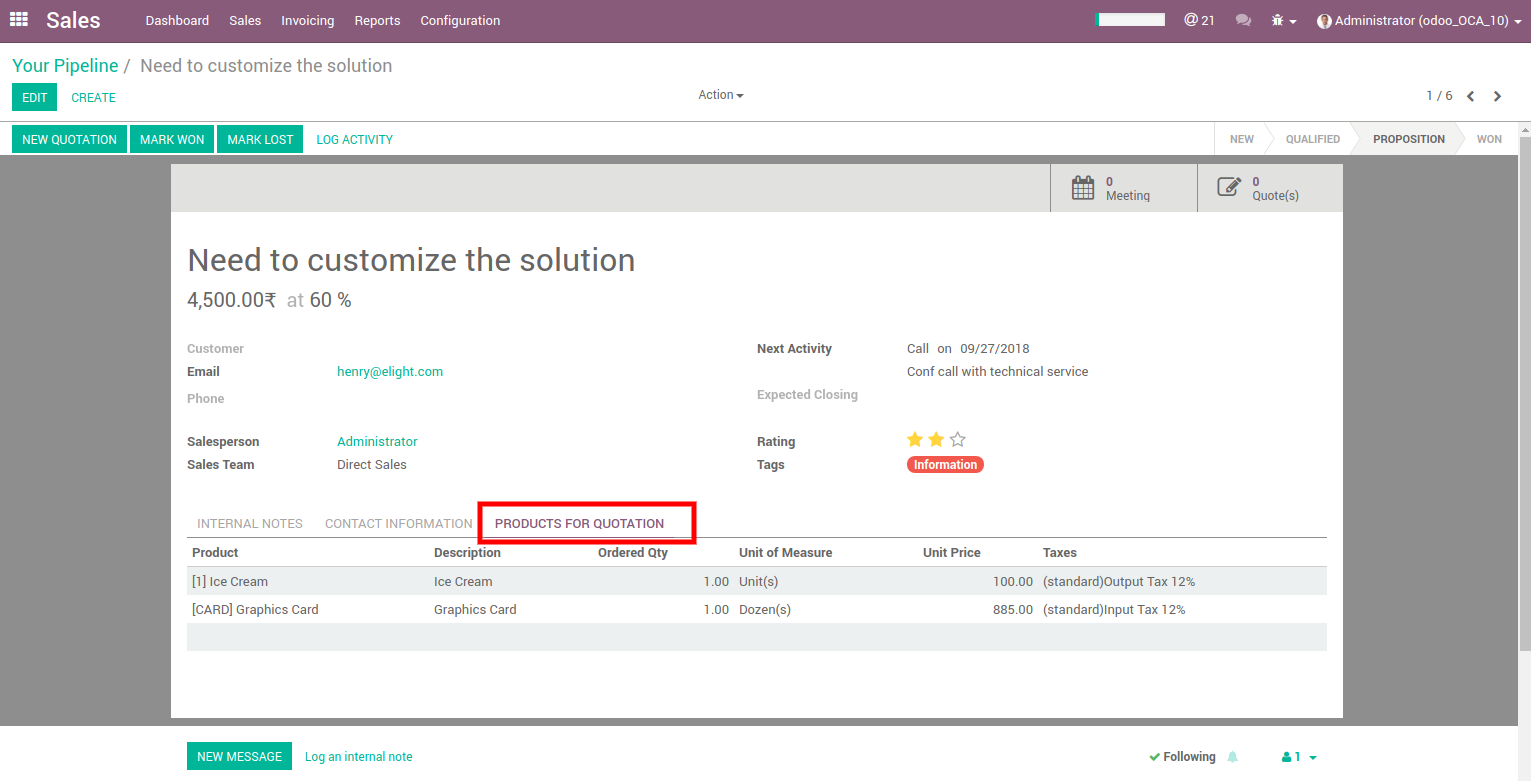 Sales Dashboard Sales Invoicing Reports Configuration @ 21 Administrator (odoo_OCA_10)
Your Pipeline / Need to customize the solution
EDIT CREATE Action 1 / 6
NEW QUOTATION MARK WON MARK LOST LOG ACTIVITY NEW QUALIFIED PROPOSITION WON
0 Meeting
0 Quote(s)
Need to customize the solution
4,500.00₹ at 60 %
Customer
Email henry@elight.com
Phone
Next Activity Call on 09/27/2018
Conf call with technical service
Expected Closing
Salesperson Administrator
Sales Team Direct Sales
Rating
Tags Information
INTERNAL NOTES CONTACT INFORMATION PRODUCTS FOR QUOTATION
Product Description Ordered Qty Unit of Measure Unit Price Taxes
[1] Ice Cream Ice Cream 1.00 Unit(s) 100.00 (standard)Output Tax 12%
[CARD] Graphics Card Graphics Card 1.00 Dozen(s) 885.00 (standard)Input Tax 12%
NEW MESSAGE Log an internal note Following 1